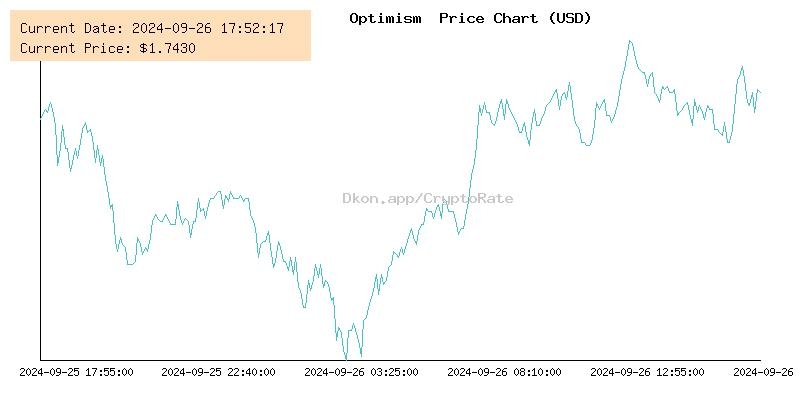 Optimism  Price Chart (USD)
Current Date: 2024-09-26 17:52:17
Current Price: $1.7430
Dkon.app/CryptoRate
2024-09-25 17:55:00 2024-09-25 22:40:00 2024-09-26 03:25:00 2024-09-26 08:10:00 2024-09-26 12:55:00 2024-09-26